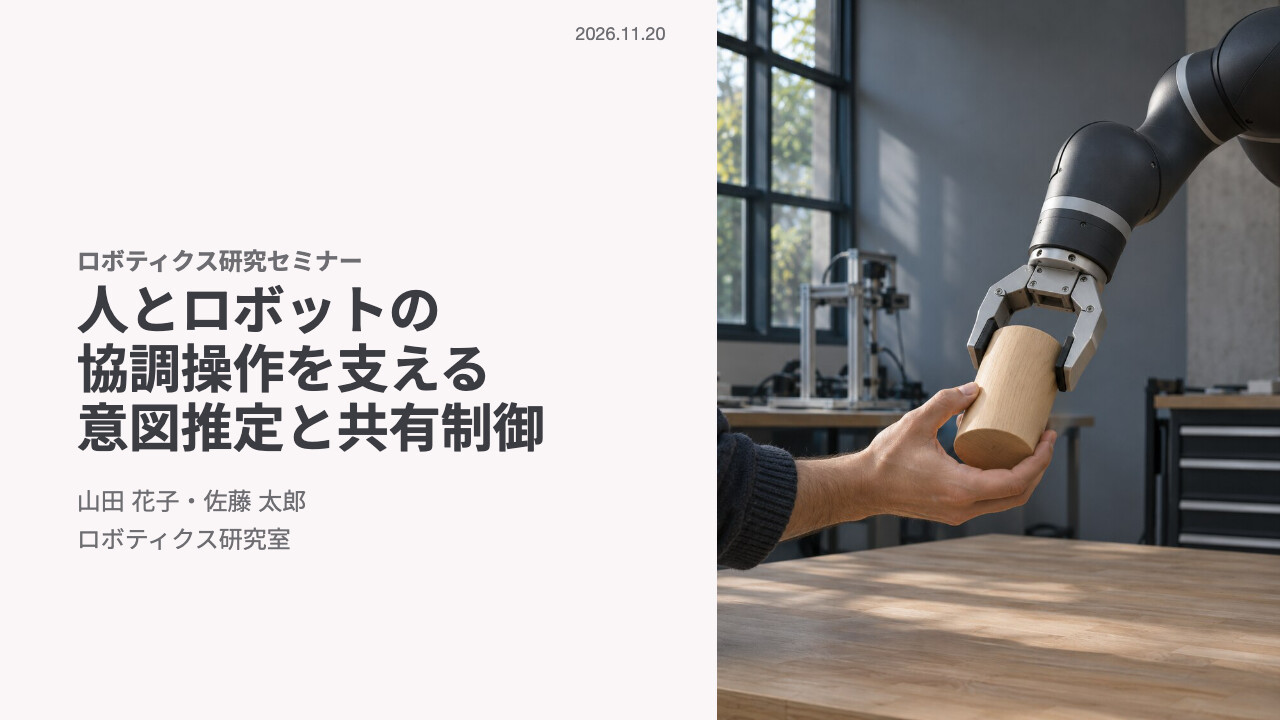 2026.11.20
ロボティクス研究セミナー
人とロボットの
協調操作を支える
意図推定と共有制御
山田 花子・佐藤 太郎
ロボティクス研究室